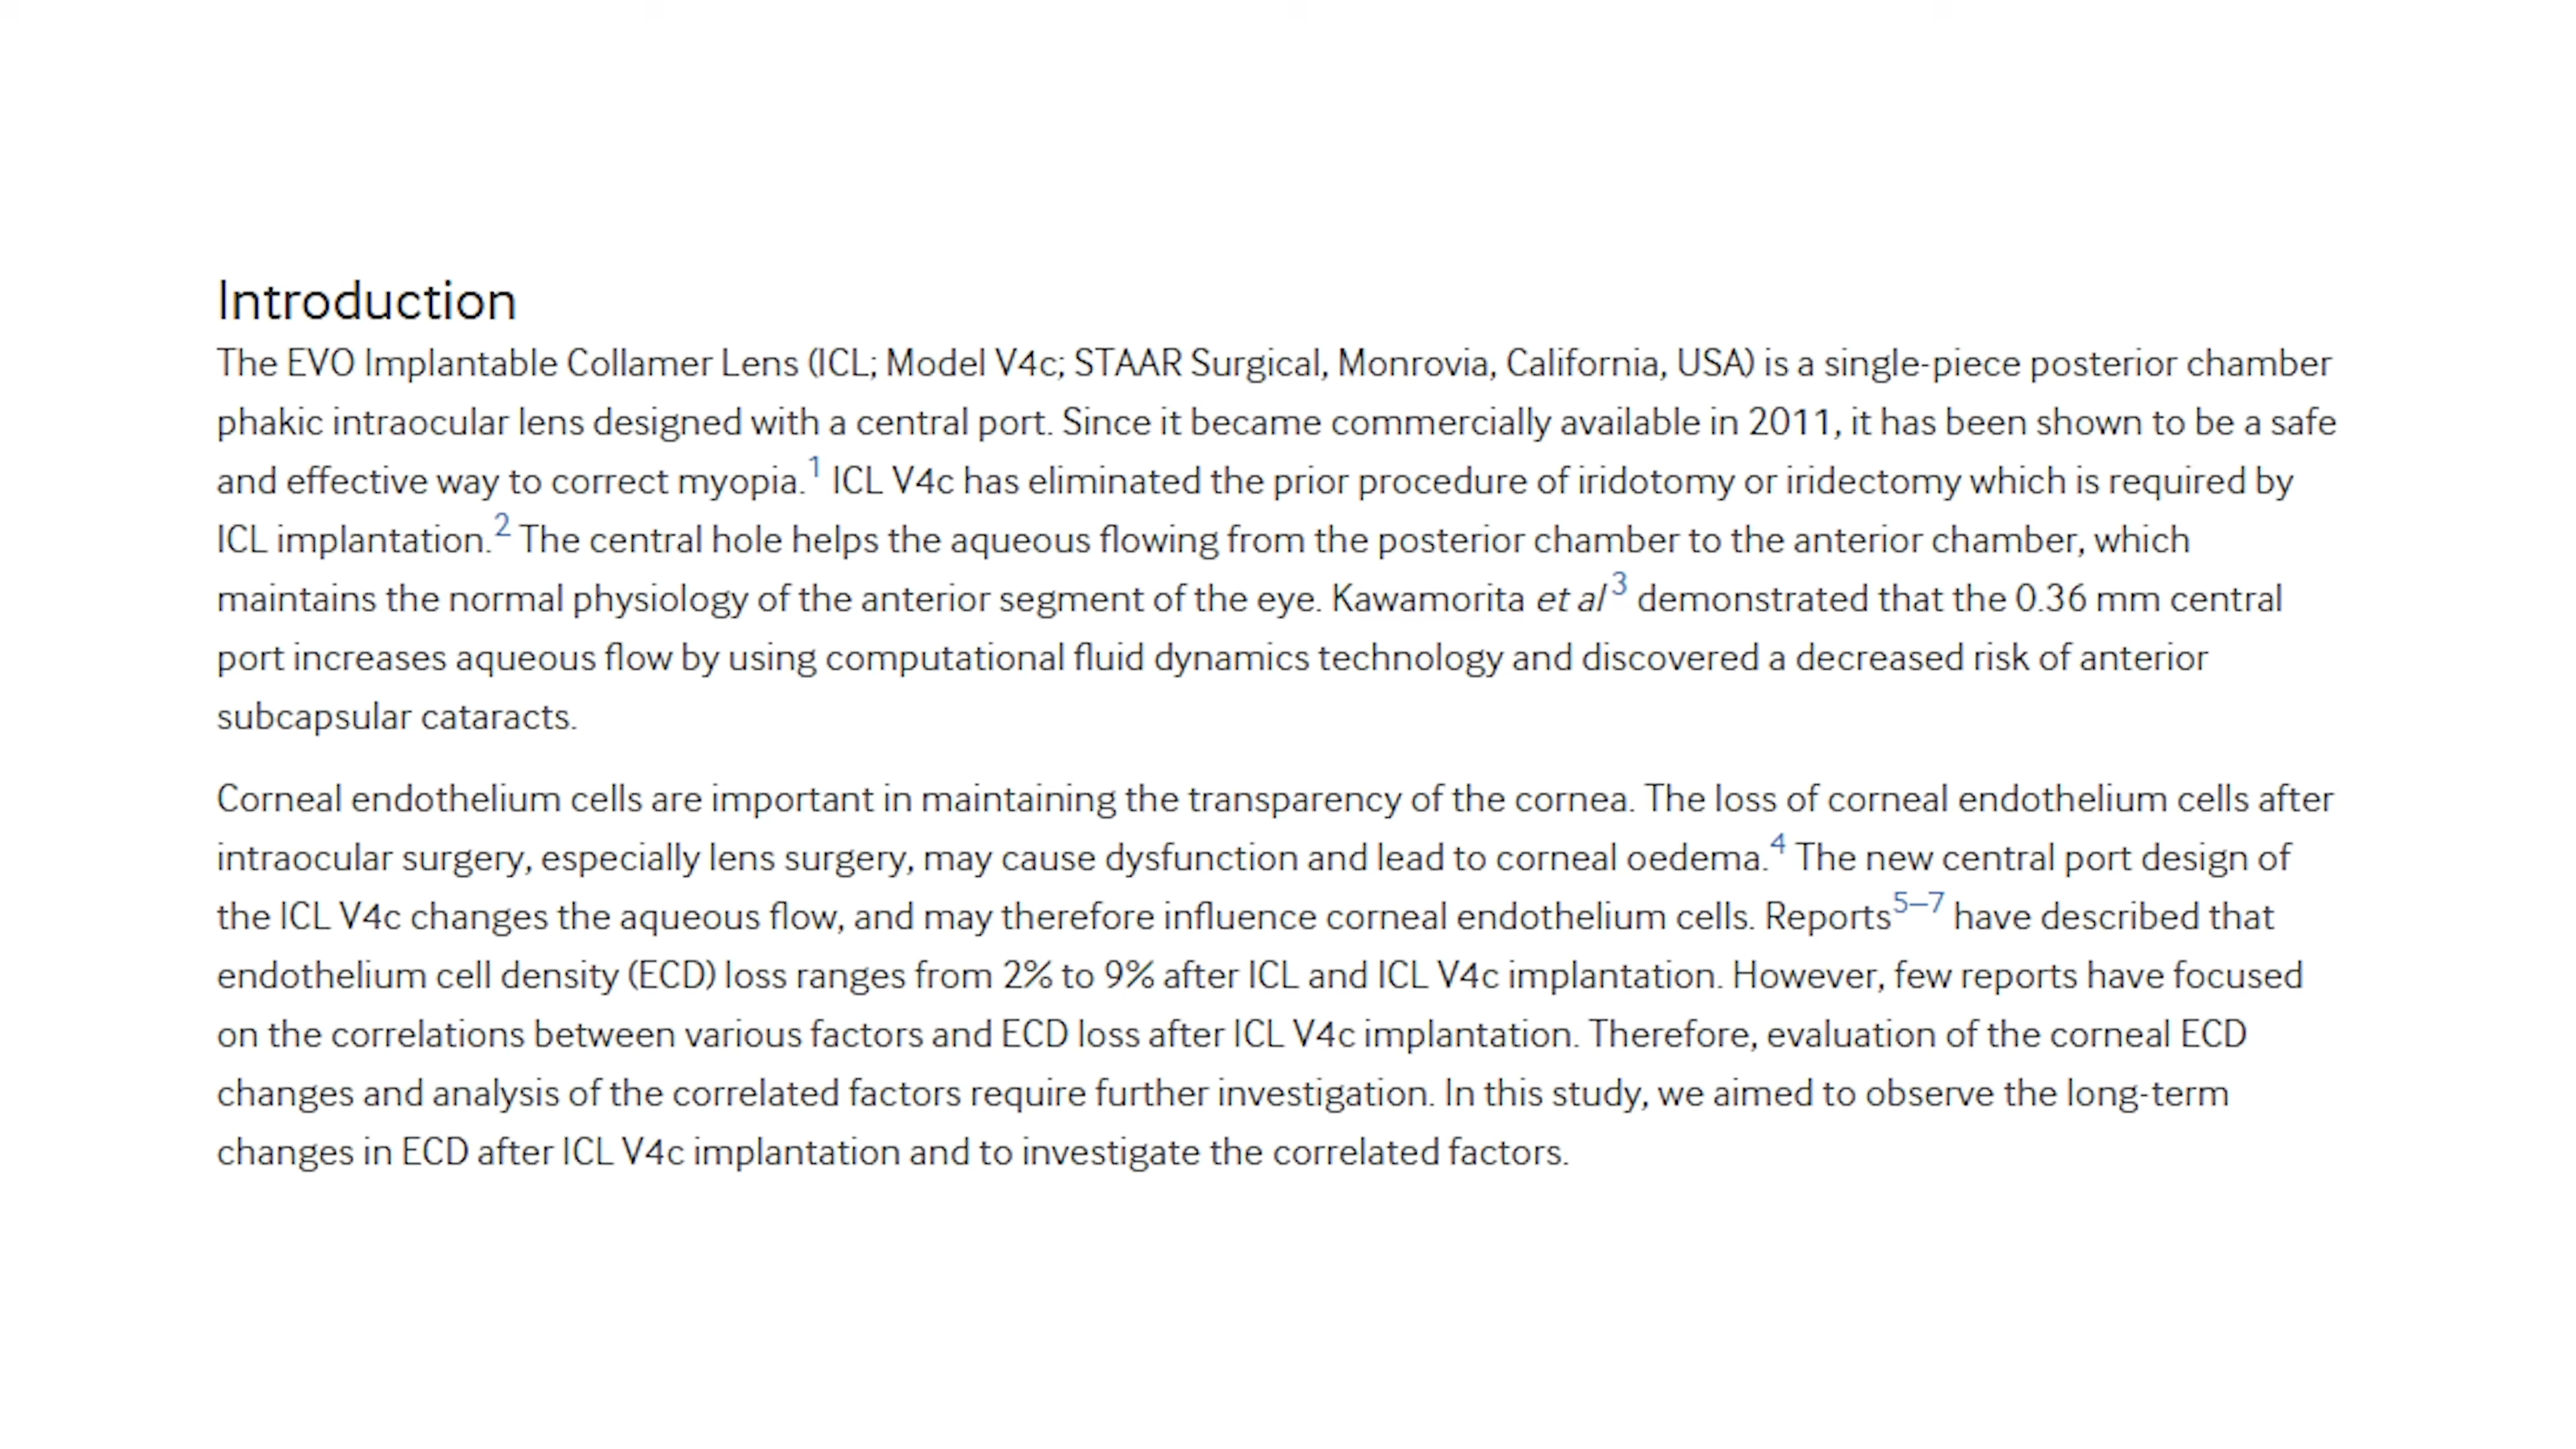 Introduction
The EVO Implantable Collamer Lens (ICL; Model V4c; STAAR Surgical, Monrovia, California, USA) is a single-piece posterior chamber
phakic intraocular lens designed with a central port. Since it became commercially available in 2011, it has been shown to be a safe
and effective way to correct myopia.1 ICL V4c has eliminated the prior procedure of iridotomy or iridectomy which is required by
ICL implantation.2 The central hole helps the aqueous flowing from the posterior chamber to the anterior chamber, which
maintains the normal physiology of the anterior segment of the eye. Kawamorita et al3 demonstrated that the 0.36 mm central
port increases aqueous flow by using computational fluid dynamics technology and discovered a decreased risk of anterior
subcapsular cataracts.
Corneal endothelium cells are important in maintaining the transparency of the cornea. The loss of corneal endothelium cells after
intraocular surgery, especially lens surgery, may cause dysfunction and lead to corneal oedema.4 The new central port design of
the ICL V4c changes the aqueous flow, and may therefore influence corneal endothelium cells. Reports5–7 have described that
endothelium cell density (ECD) loss ranges from 2% to 9% after ICL and ICL V4c implantation. However, few reports have focused
on the correlations between various factors and ECD loss after ICL V4c implantation. Therefore, evaluation of the corneal ECD
changes and analysis of the correlated factors require further investigation. In this study, we aimed to observe the long-term
changes in ECD after ICL V4c implantation and to investigate the correlated factors.